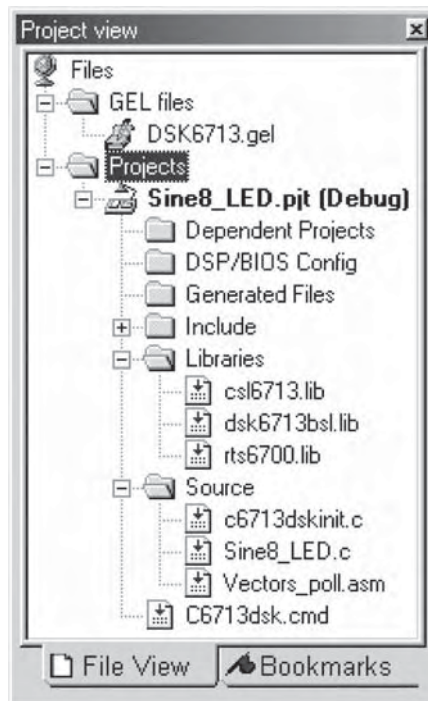 Project view
Files
GEL files
DSK6713.gel
Projects
Sine8_LED.pjt (Debug)
Dependent Projects
DSP/BIOS Config
Generated Files
Include
Libraries
csl6713.lib
dsk6713bsl.lib
rts6700.lib
Source
c6713dskinit.c
Sine8_LED.c
Vectors_poll.asm
C6713dsk.cmd
File View Bookmarks